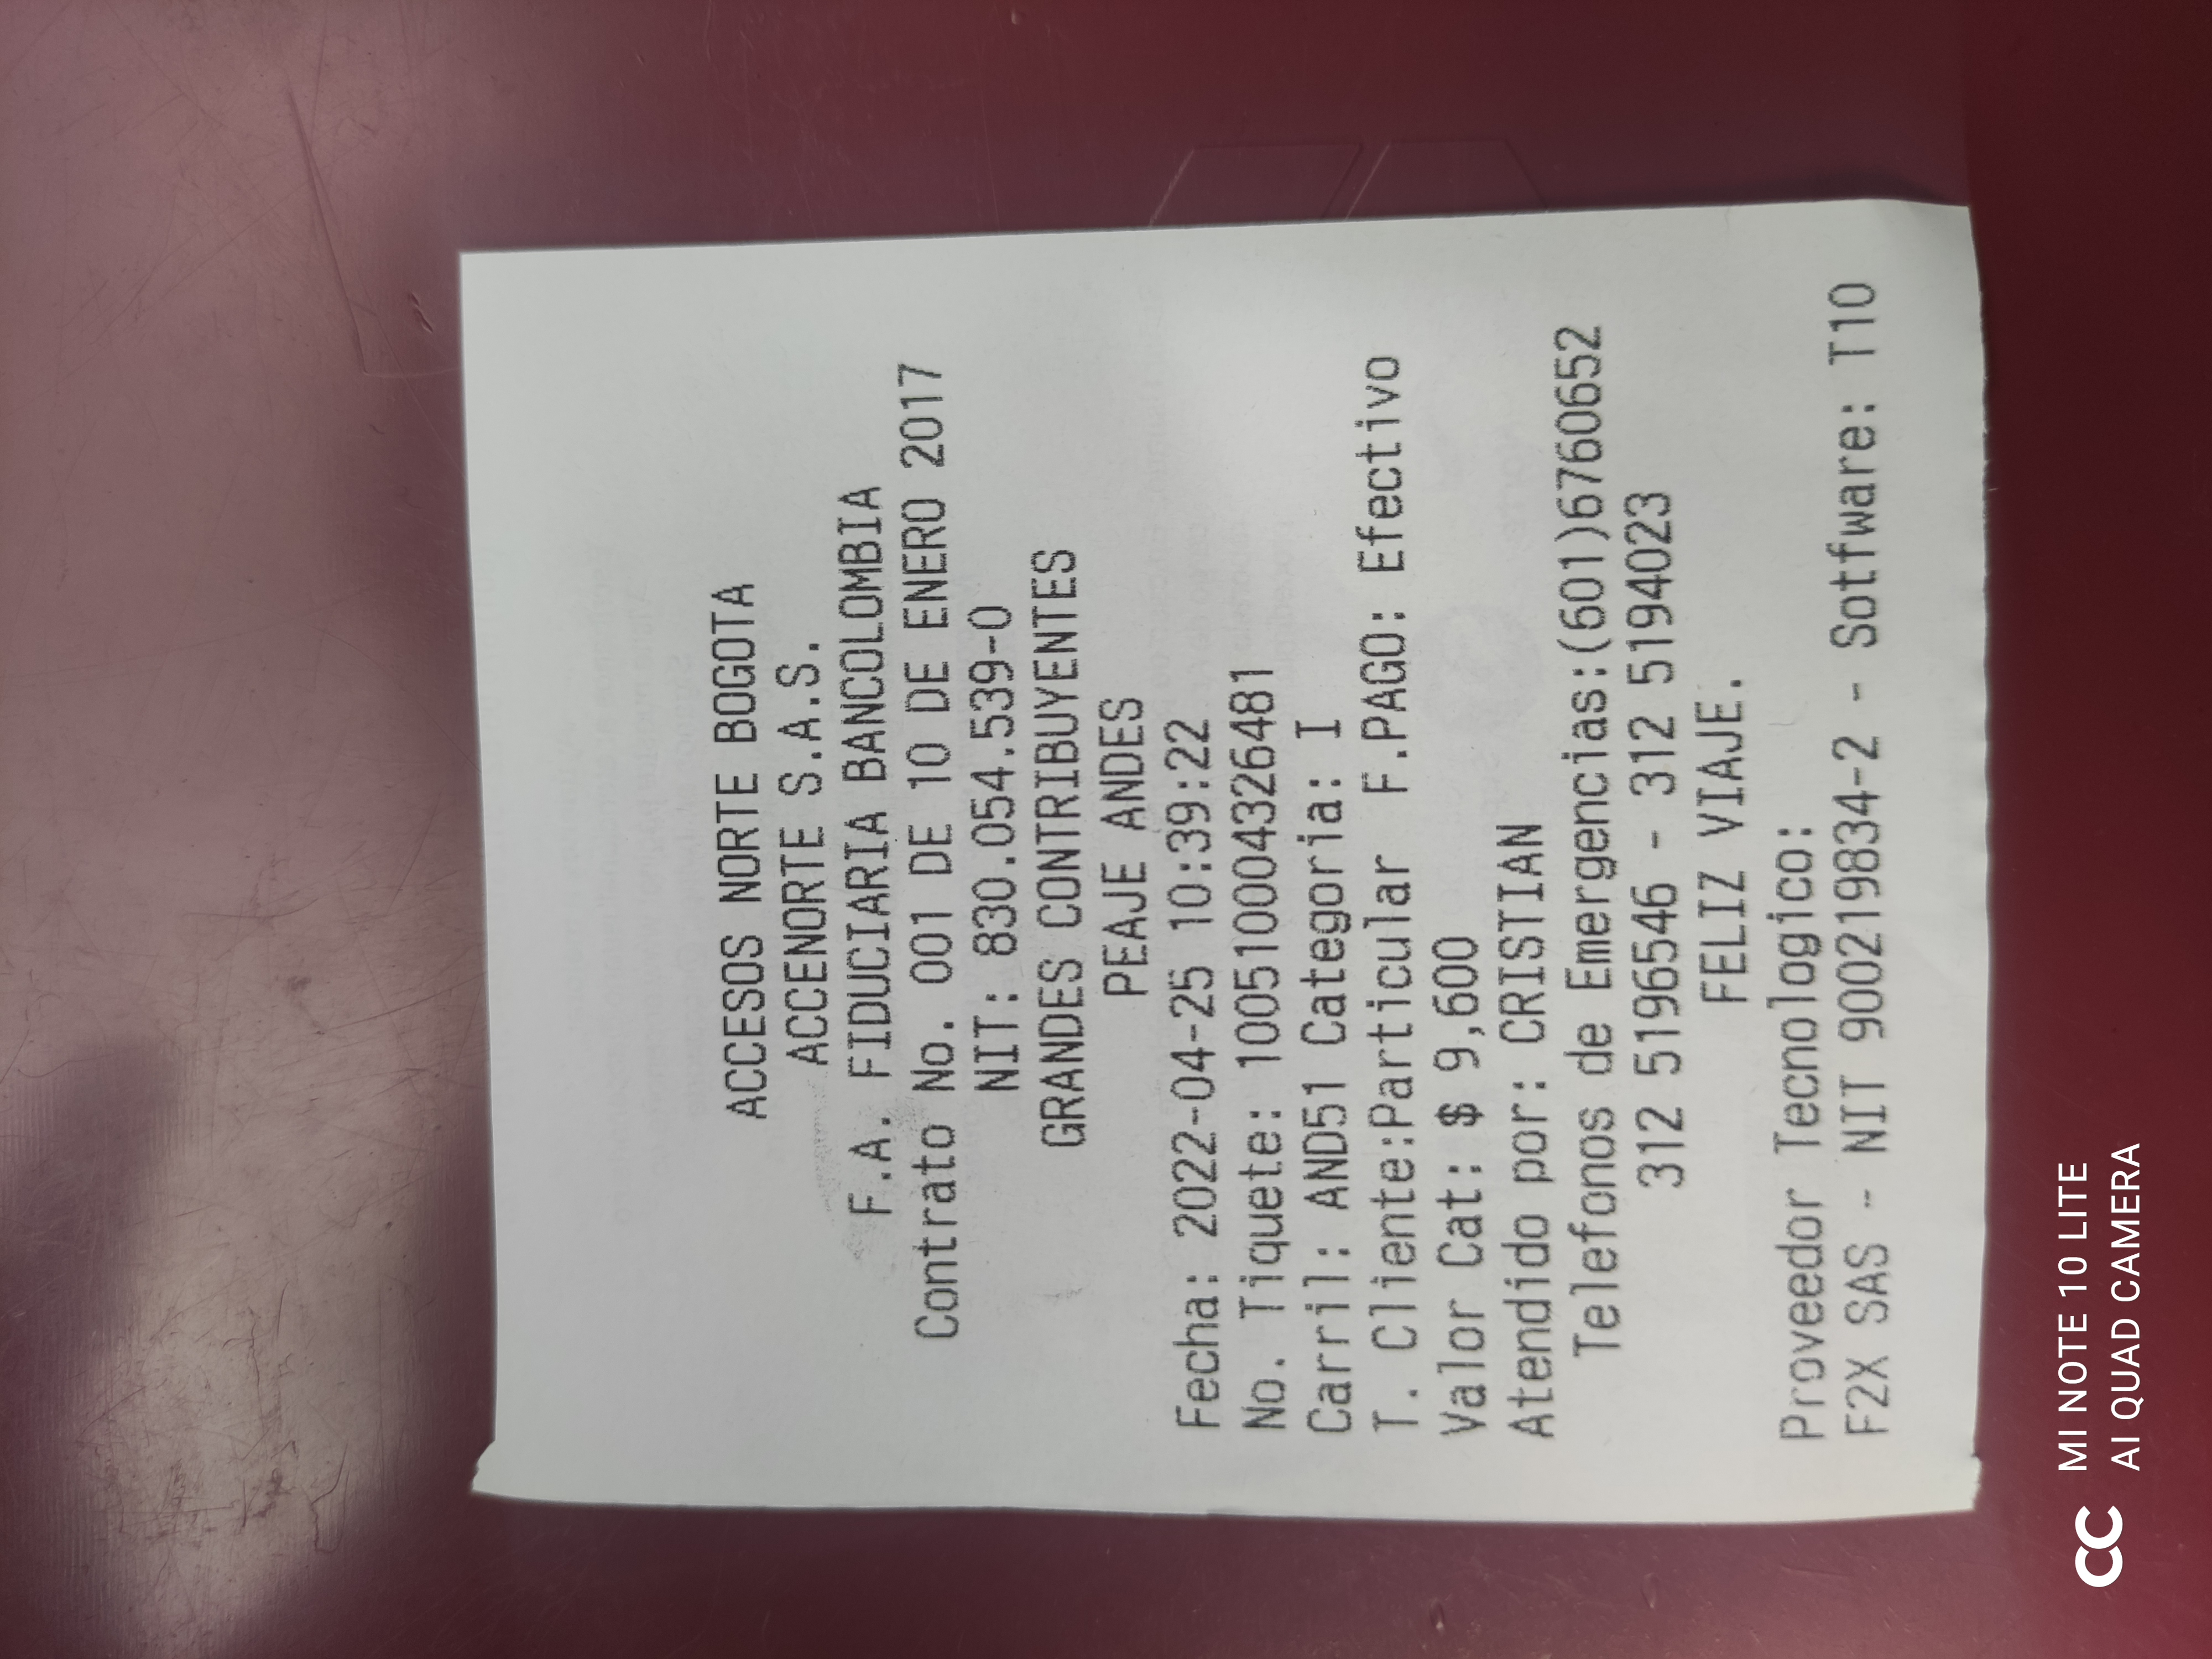 ACCESOS NORTE BOGOTA
ACCENORTE S.A.S.
F.A. FIDUCIARIA BANCOLOMBIA
Contrato No. 001 DE 10 DE ENERO 2017
NIT: 830.054.539-0
GRANDES CONTRIBUYENTES
PEAJE ANDES
Fecha: 2022-04-25 10:39:22
No. Tiquete: 100510004326481
Carril: AND51 Categoria: I
T. Cliente:Particular F.PAGO: Efectivo
Valor Cat: $ 9,600
Atendido por: CRISTIAN
Telefonos de Emergencias:(601)6760652
312 5196546 - 312 5194023
FELIZ VIAJE.
Proveedor Tecnologico:
F2X SAS - NIT 900219834-2 - Sotfware: T10
MI NOTE 10 LITE
AI QUAD CAMERA